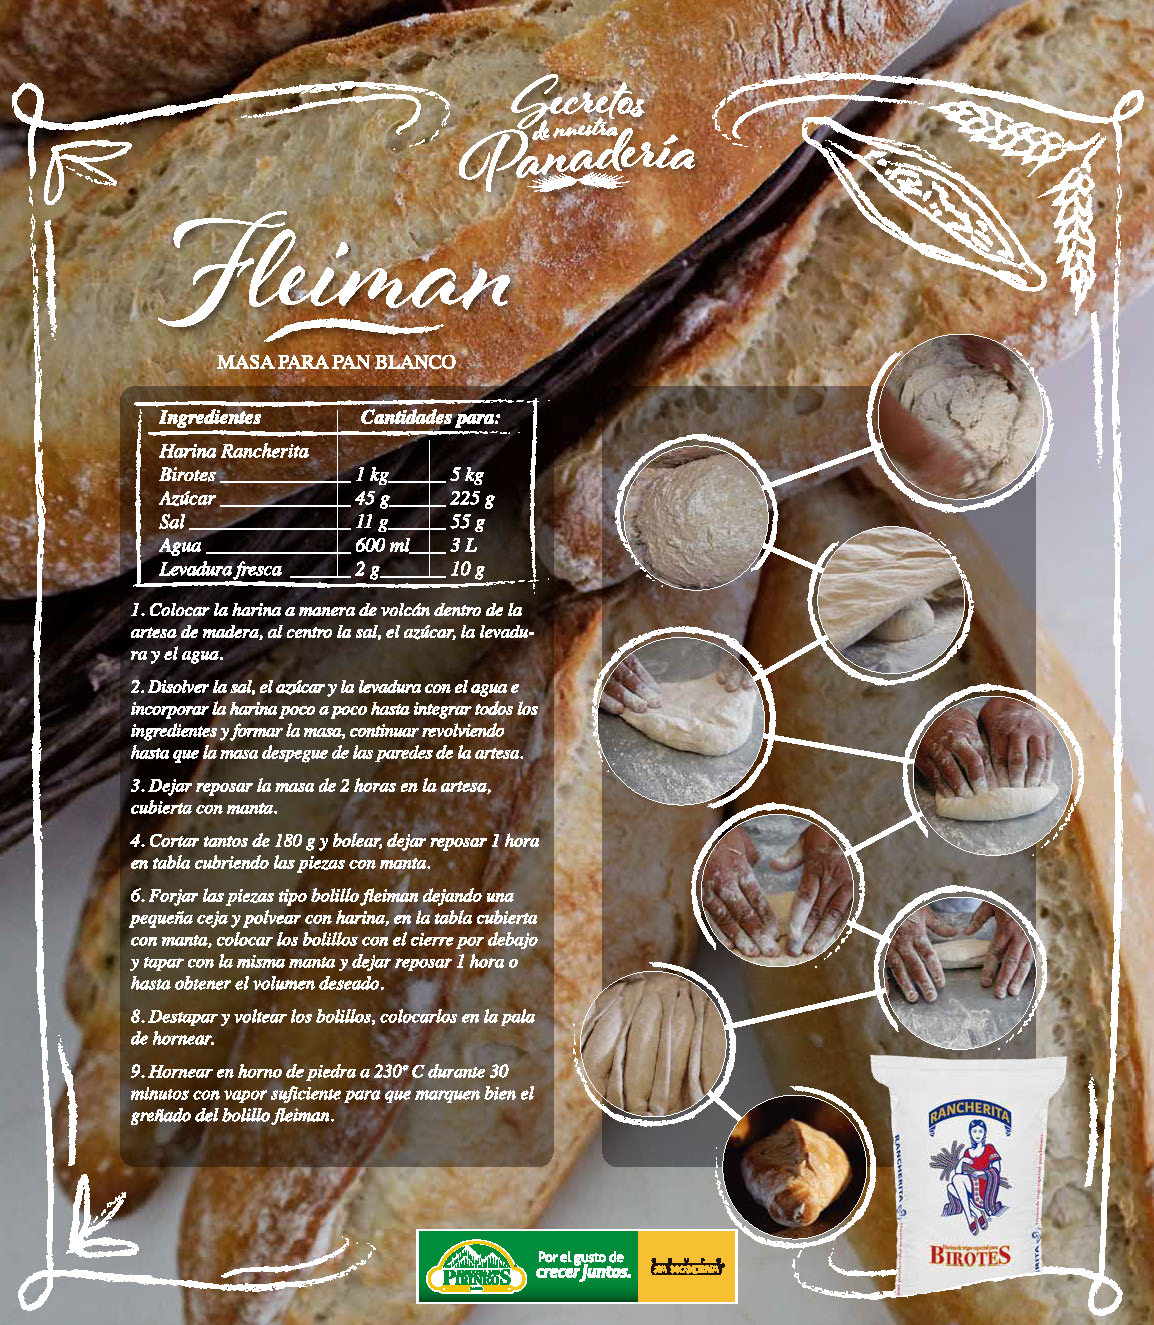 Secretos
de nuestra
Panadería
Fleiman
MASA PARA PAN BLANCO
Ingredientes Cantidades para:
Harina Rancherita
Birotes 1 kg 5 kg
Azúcar 45 g 225 g
Sal 11 g 55 g
Agua 600 ml 3 L
Levadura fresca 2 g 10 g
1. Colocar la harina a manera de volcán dentro de la
artesa de madera, al centro la sal, el azúcar, la levadu-
ra y el agua.
2. Disolver la sal, el azúcar y la levadura con el agua e
incorporar la harina poco a poco hasta integrar todos los
ingredientes y formar la masa, continuar revolviendo
hasta que la masa despegue de las paredes de la artesa.
3. Dejar reposar la masa de 2 horas en la artesa,
cubierta con manta.
4. Cortar tantos de 180 g y bolear, dejar reposar 1 hora
en tabla cubriendo las piezas con manta.
6. Forjar las piezas tipo bolillo fleiman dejando una
pequeña ceja y polvear con harina, en la tabla cubierta
con manta, colocar los bolillos con el cierre por debajo
y tapar con la misma manta y dejar reposar 1 hora o
hasta obtener el volumen deseado.
8. Destapar y voltear los bolillos, colocarlos en la pala
de hornear.
9. Hornear en horno de piedra a 230° C durante 30
minutos con vapor suficiente para que marquen bien el
greñado del bolillo fleiman.
RANCHERITA
RANCHERITA
Harina de trigo especial para
BIROTES
PIRINEOS
Por el gusto de
crecer juntos.
LA MODERNA